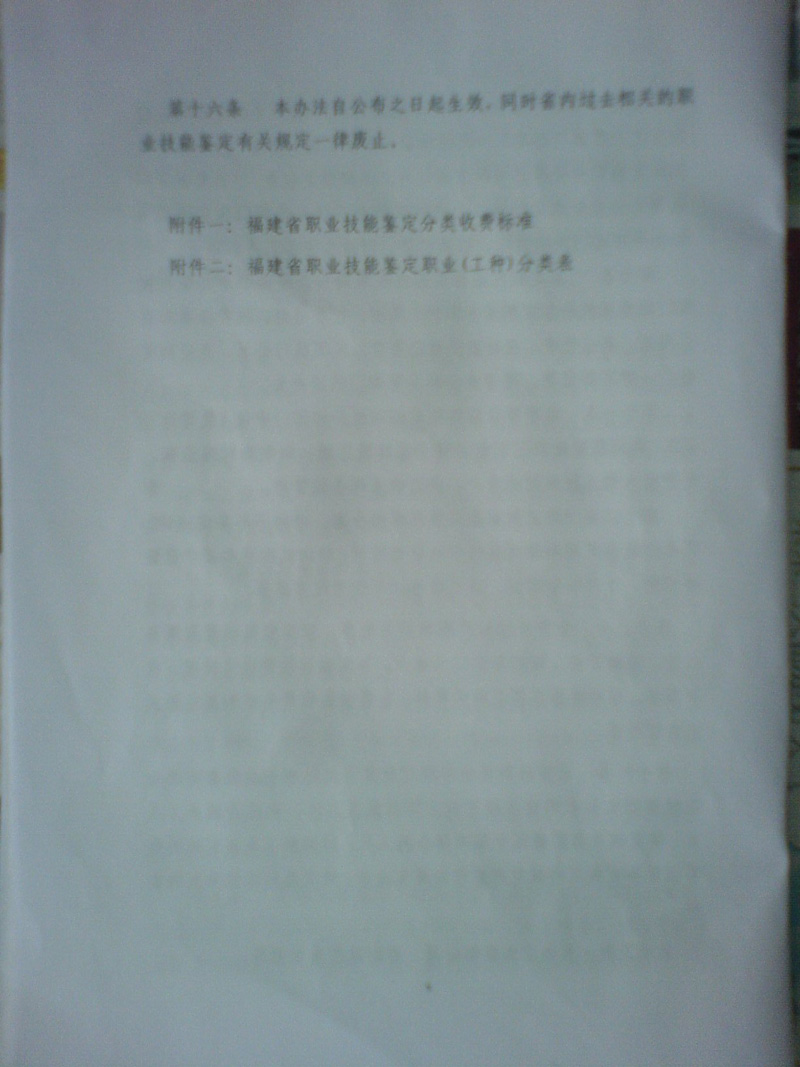 第十六条 本办法自公布之日起生效。同时省内过去相关的职
业技能鉴定有关规定一律废止。
附件一：福建省职业技能鉴定分类收费标准
附件二：福建省职业技能鉴定职业(工种)分类表